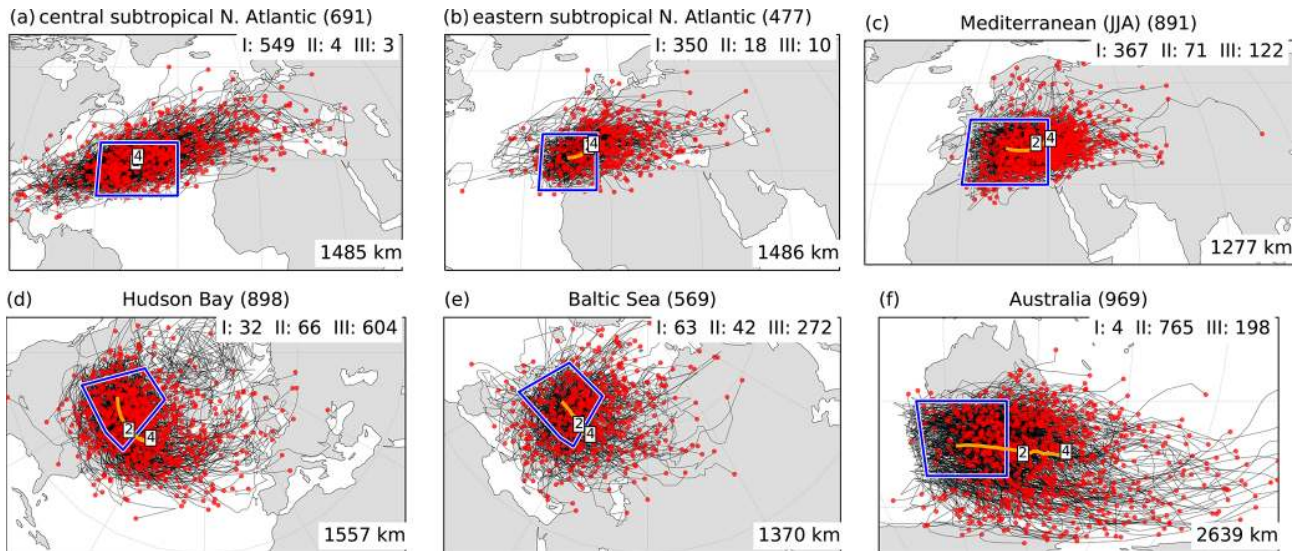 (a) central subtropical N. Atlantic (691)
I: 549 II: 4 III: 3
4
1485 km
(b) eastern subtropical N. Atlantic (477)
I: 350 II: 18 III: 10
4
1486 km
(c) Mediterranean (JJA) (891)
I: 367 II: 71 III: 122
2 4
1277 km
(d) Hudson Bay (898)
I: 32 II: 66 III: 604
2
4
1557 km
(e) Baltic Sea (569)
I: 63 II: 42 III: 272
2
4
1370 km
(f) Australia (969)
I: 4 II: 765 III: 198
2 4
2639 km